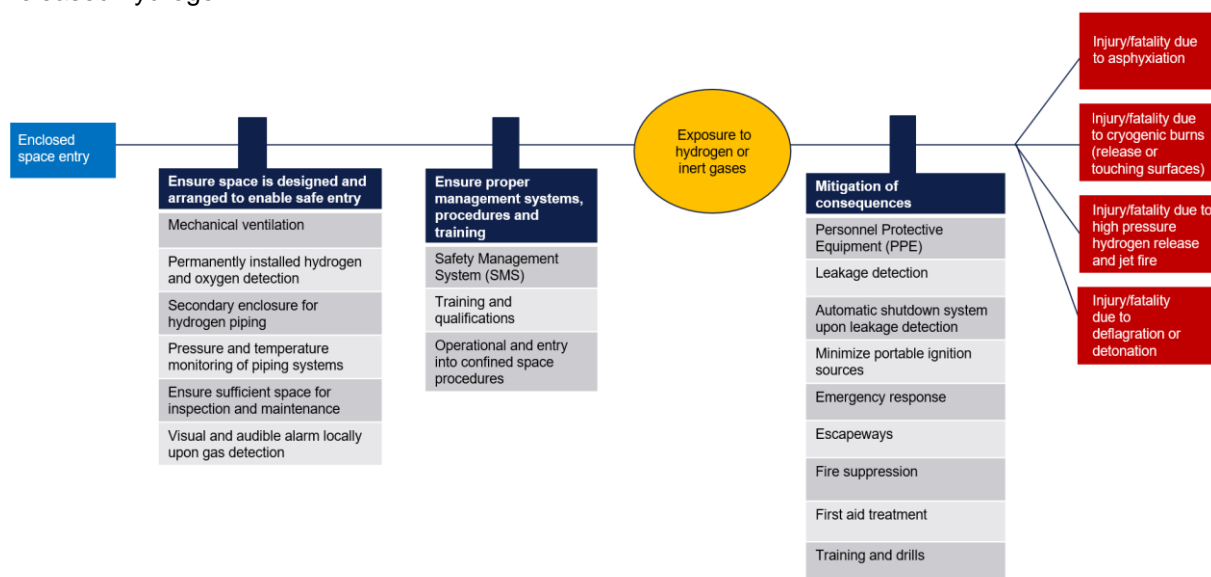 Enclosed
space entry
Ensure space is designed and
arranged to enable safe entry
Mechanical ventilation
Permanently installed hydrogen
and oxygen detection
Secondary enclosure for
hydrogen piping
Pressure and temperature
monitoring of piping systems
Ensure sufficient space for
inspection and maintenance
Visual and audible alarm locally
upon gas detection
Ensure proper
management systems,
procedures and
training
Safety Management
System (SMS)
Training and
qualifications
Operational and entry
into confined space
procedures
Exposure to
hydrogen or
inert gases
Mitigation of
consequences
Personnel Protective
Equipment (PPE)
Leakage detection
Automatic shutdown system
upon leakage detection
Minimize portable ignition
sources
Emergency response
Escapeways
Fire suppression
First aid treatment
Training and drills
Injury/fatality due
to asphyxiation
Injury/fatality due
to cryogenic burns
(release or
touching surfaces)
Injury/fatality due to
high pressure
hydrogen release
and jet fire
Injury/fatality
due to
deflagration or
detonation